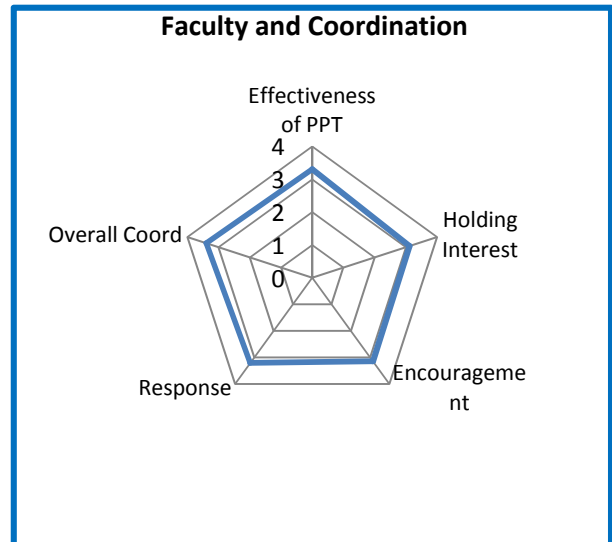 Faculty and Coordination
Effectiveness
of PPT
4
3
2
1
0
Holding
Interest
Encourageme
nt
Response
Overall Coord